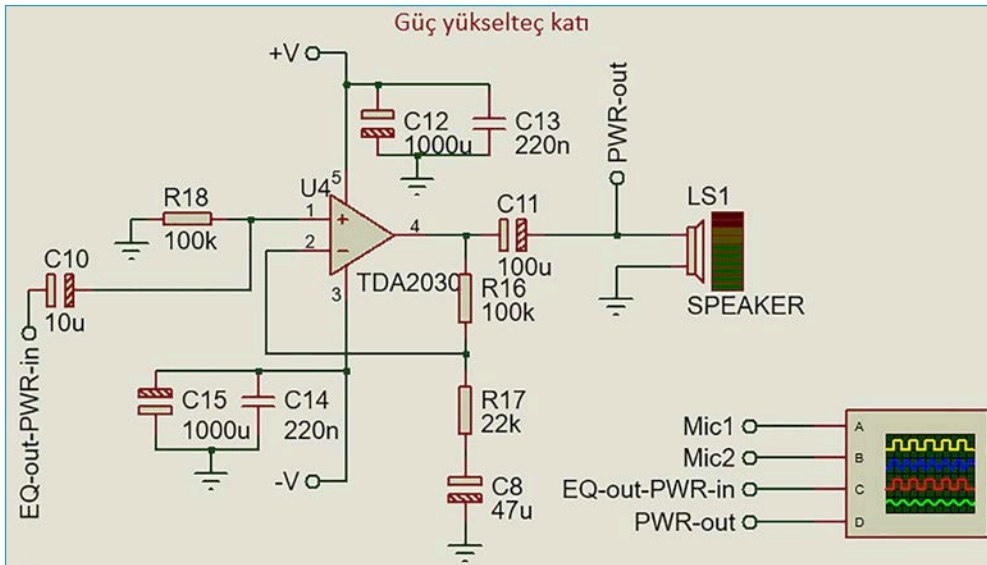 Güç yükselteç katı
+V
C12
1000u
C13
220n
PWR-out
U4
5
R18
100k
1
+
2
−
4
3
TDA2030
C11
100u
LS1
SPEAKER
C10
10u
EQ-out-PWR-in
R16
100k
C15
1000u
C14
220n
R17
22k
-V
C8
47u
Mic1
A
Mic2
B
EQ-out-PWR-in
C
PWR-out
D